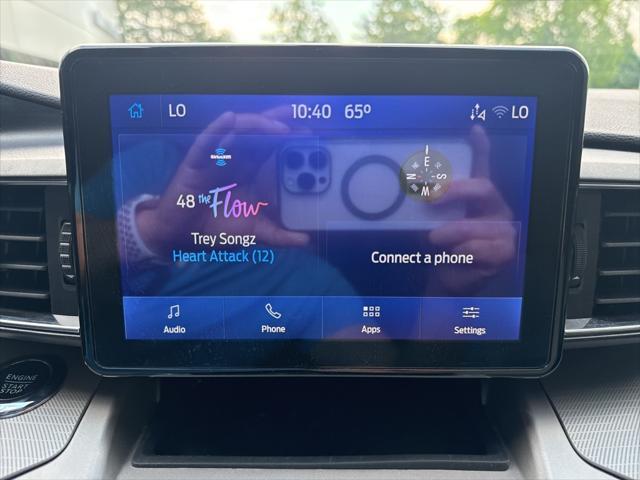 LO 10:40 65º LO
SiriusXM
48 the Flow
Trey Songz
Heart Attack (12)
E
N S
W
Connect a phone
Audio Phone Apps Settings
ENGINE
START
STOP